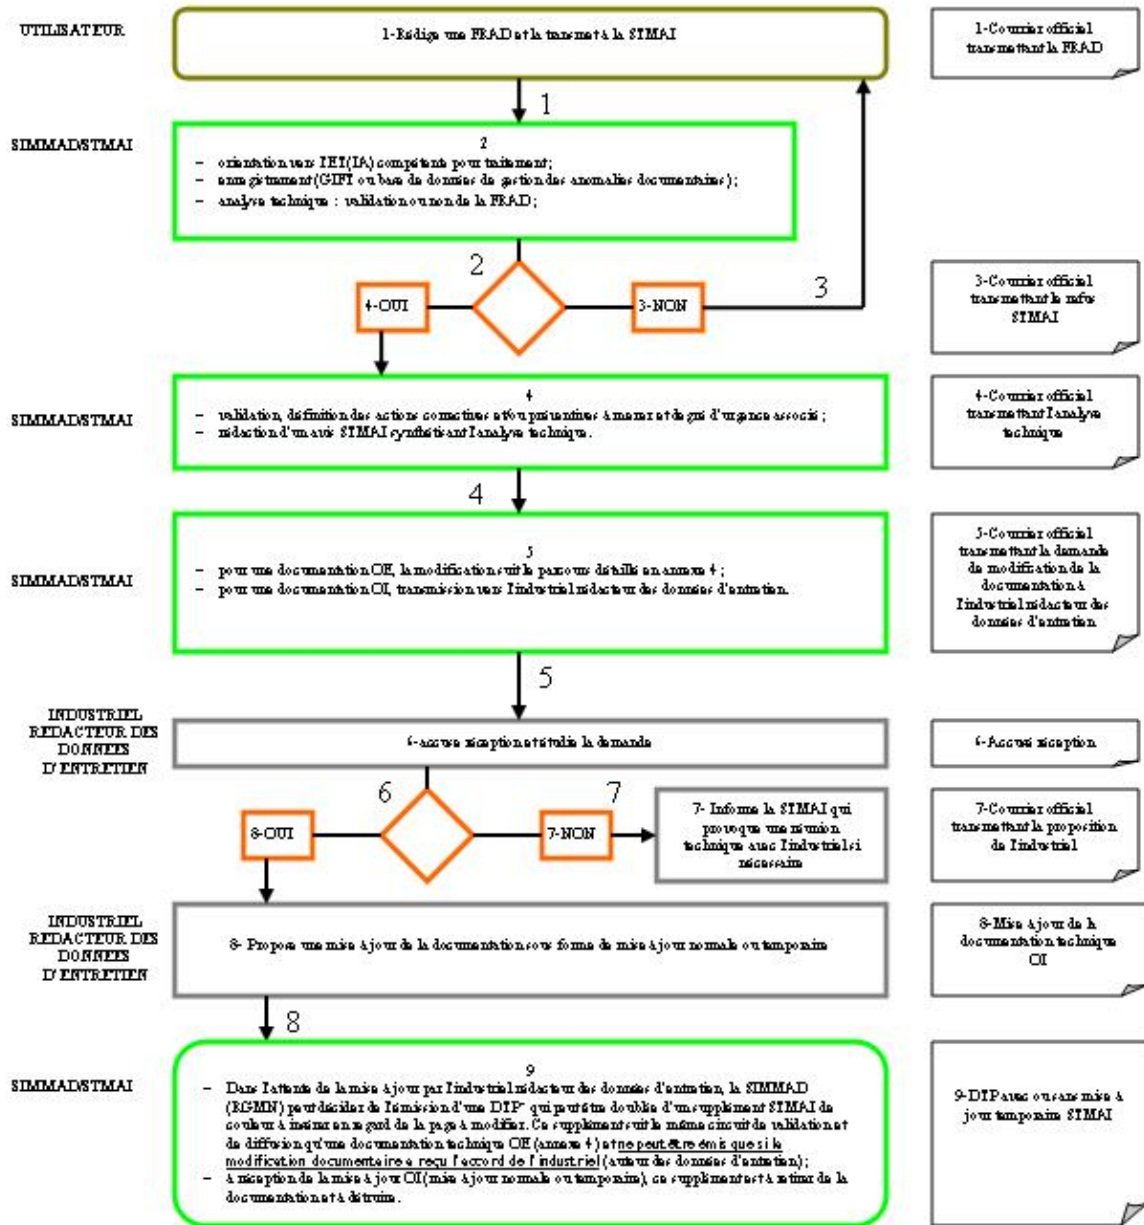 UTILISATEUR
1-Rédige une FRAD et la transmet à la STMAI
1-Courrier officiel
transmettant la FRAD
1
SIMMAD/STMAI
2
- orientation vers l'ET(IA) compétente pour traitement;
- enregistrement (GIFT ou base de données de gestion des anomalies documentaires);
- analyse technique : validation ou non de la FRAD;
2
4-OUI
3-NON
3
3-Courrier officiel
transmettant le refus
STMAI
SIMMAD/STMAI
4
- validation, définition des actions correctives et/ou préventives à mener et degré d'urgence associé;
- rédaction d'un avis STMAI synthétisant l'analyse technique.
4-Courrier officiel
transmettant l'analyse
technique
4
SIMMAD/STMAI
5
- pour une documentation OE, la modification suit le parcours détaillé en annexe 4;
- pour une documentation OI, transmission vers l'industriel rédacteur des données d'entretien.
5-Courrier officiel
transmettant la demande
de modification de la
documentation à
l'industriel rédacteur des
données d'entretien
5
INDUSTRIEL
REDACTEUR DES
DONNEES
D'ENTRETIEN
6-accuse réception et étudie la demande
6-Accusé réception
6
8-OUI
7-NON
7
7- Informe la STMAI qui
provoque une réunion
technique avec l'industriel si
nécessaire
7-Courrier officiel
transmettant la proposition
de l'industriel
INDUSTRIEL
REDACTEUR DES
DONNEES
D'ENTRETIEN
8- Propose une mise à jour de la documentation sous forme de mise à jour normale ou temporaire
8-Mise à jour de la
documentation technique
OI
8
SIMMAD/STMAI
9
- Dans l'attente de la mise à jour par l'industriel rédacteur des données d'entretien, la SIMMAD
(RGMN) peut décider de l'émission d'une DTP* qui peut être doublée d'un supplément STMAI de
couleur à insérer en regard de la page à modifier. Ce supplément suit le même circuit de validation et
de diffusion qu'une documentation technique OE (annexe 4) et ne peut être émis que si la
modification documentaire a reçu l'accord de l'industriel (auteur des données d'entretien);
- à réception de la mise à jour OI (mise à jour normale ou temporaire), ce supplément est à retirer de la
documentation et à détruire.
9-DTP avec ou sans mise à
jour temporaire STMAI